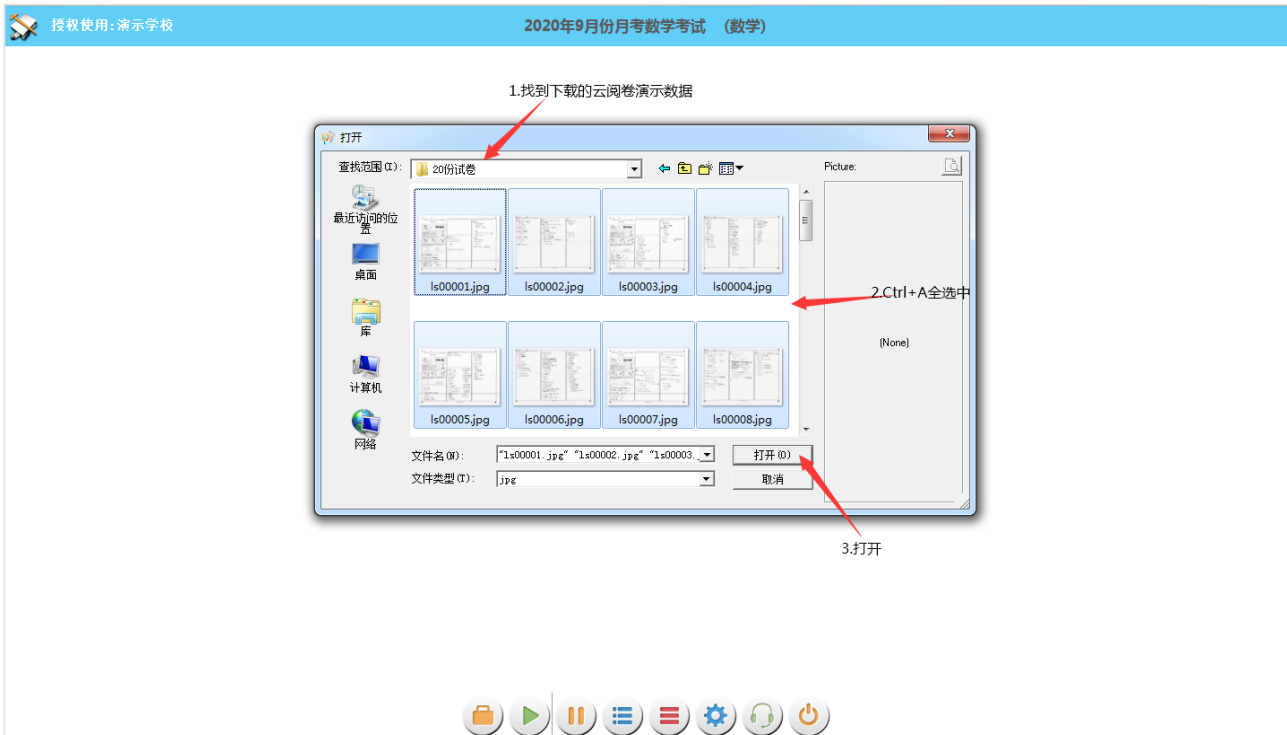 授权使用:演示学校
2020年9月份月考数学考试 (数学)
1.找到下载的云阅卷演示数据
打开
查找范围(I):
20份试卷
Picture:
最近访问的位置
桌面
库
计算机
网络
ls00001.jpg
ls00002.jpg
ls00003.jpg
ls00004.jpg
2.Ctrl+A全选中
(None)
ls00005.jpg
ls00006.jpg
ls00007.jpg
ls00008.jpg
文件名(N):
"ls00001.jpg" "ls00002.jpg" "ls00003.
打开(O)
文件类型(T):
jpg
取消
3.打开